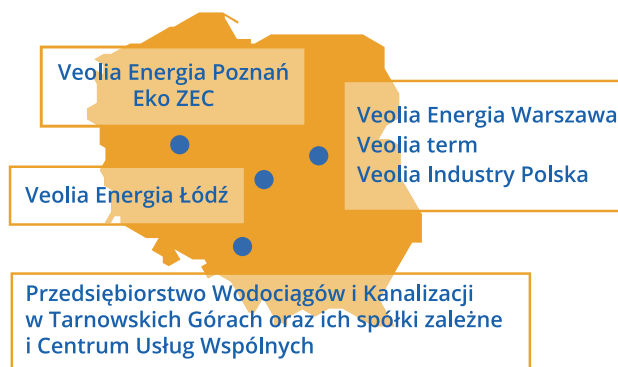 Veolia Energia Poznań
Eko ZEC
Veolia Energia Warszawa
Veolia term
Veolia Industry Polska
Veolia Energia Łódź
Przedsiębiorstwo Wodociągów i Kanalizacji
w Tarnowskich Górach oraz ich spółki zależne
i Centrum Usług Wspólnych